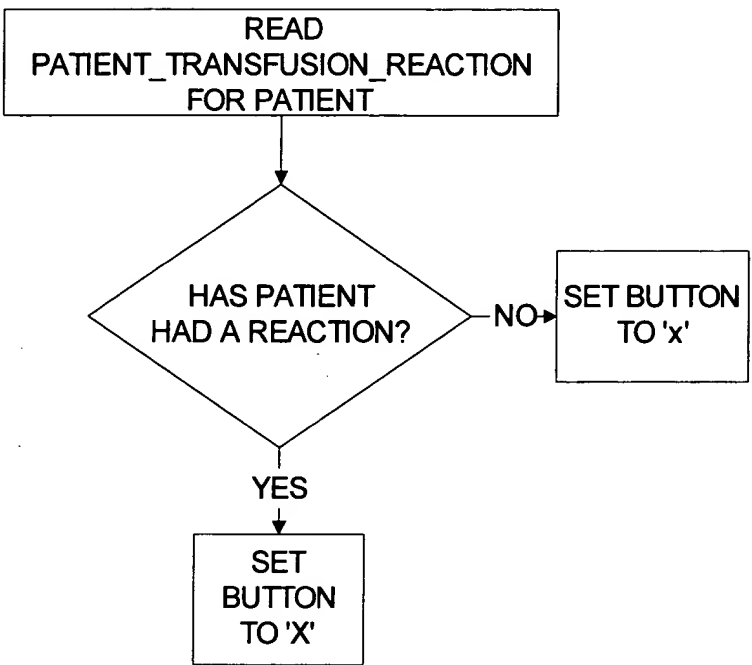 READ
PATIENT_TRANSFUSION_REACTION
FOR PATIENT
HAS PATIENT
HAD A REACTION?
NO
SET BUTTON
TO 'x'
YES
SET
BUTTON
TO 'X'